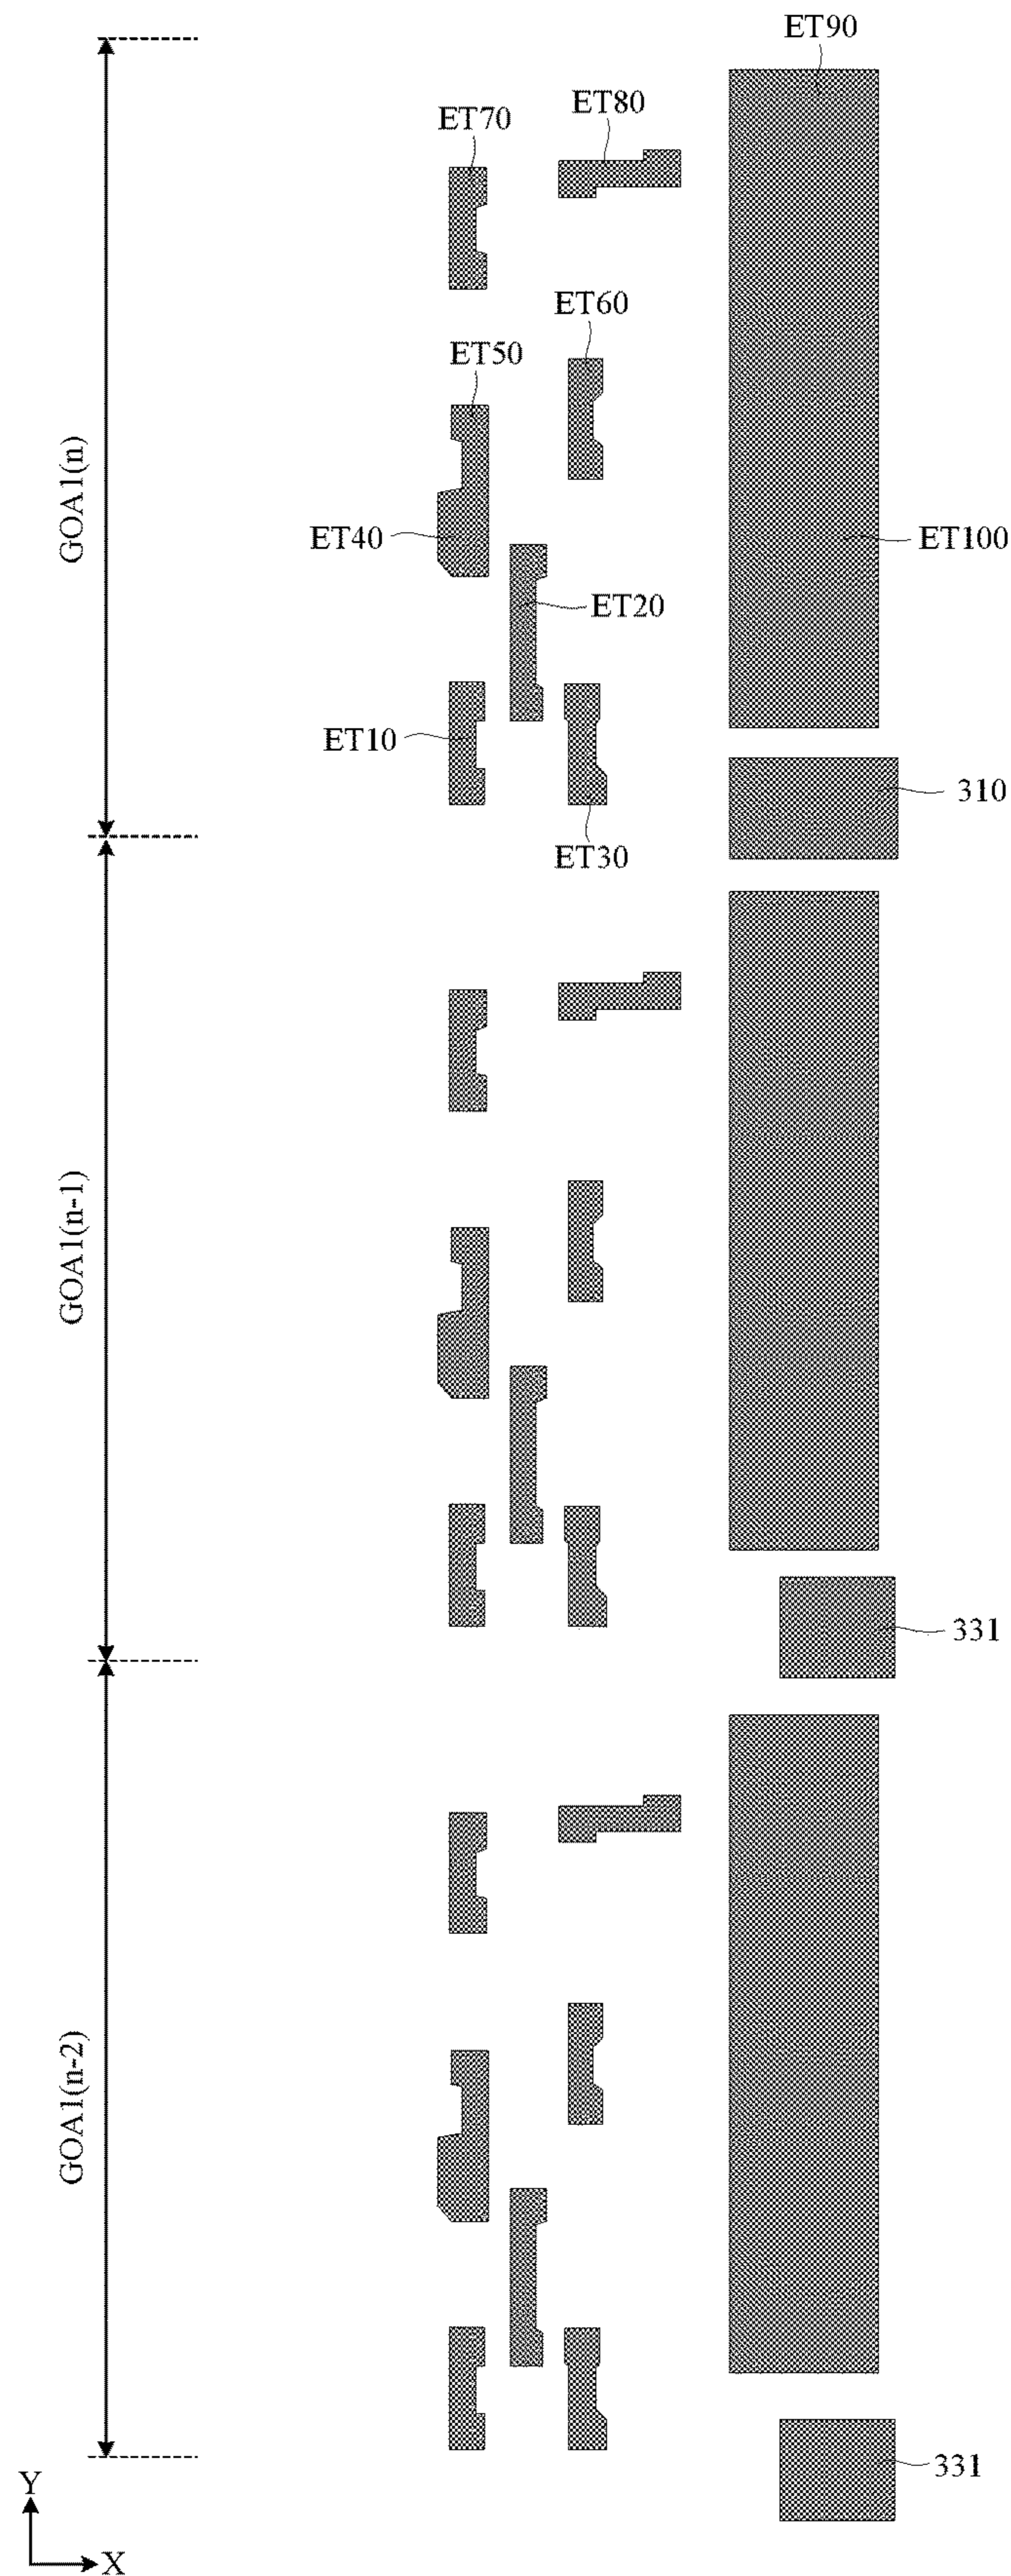 ET90
ET80
ET70
ET60
ET50
GOA1(n)
ET40
ET100
ET20
ET10
310
ET30
GOA1(n-1)
331
GOA1(n-2)
331
Y
X